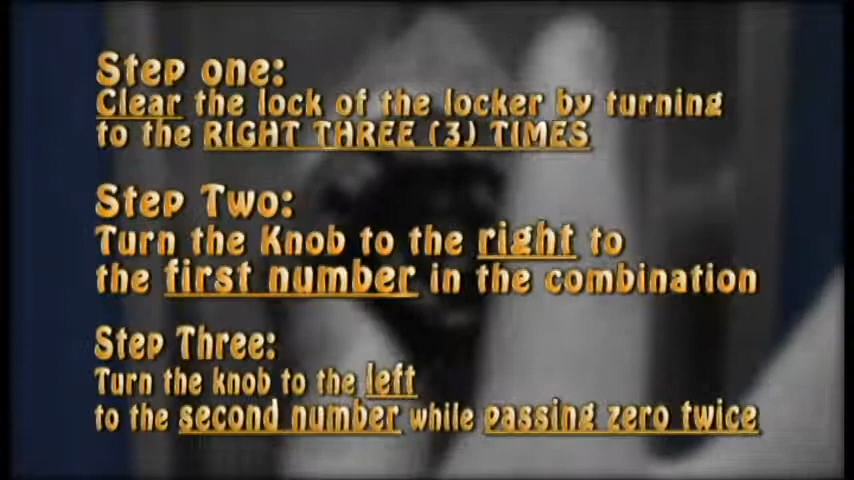 Step one:
Clear the lock of the locker by turning
to the RIGHT THREE (3) TIMES
Step Two:
Turn the Knob to the right to
the first number in the combination
Step Three:
Turn the knob to the left
to the second number while passing zero twice